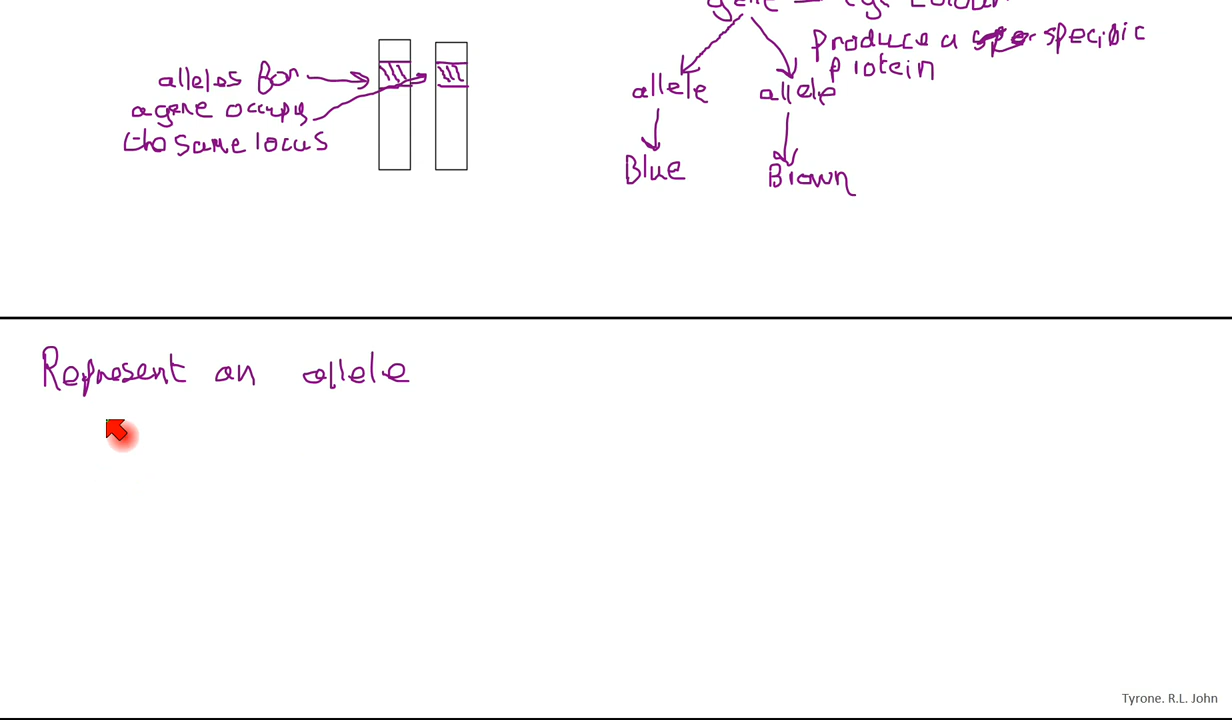 produce a specific
protein
alleles for
a gene occupy
the same locus
allele allele
Blue Brown
Represent an allele
Tyrone. R.L. John